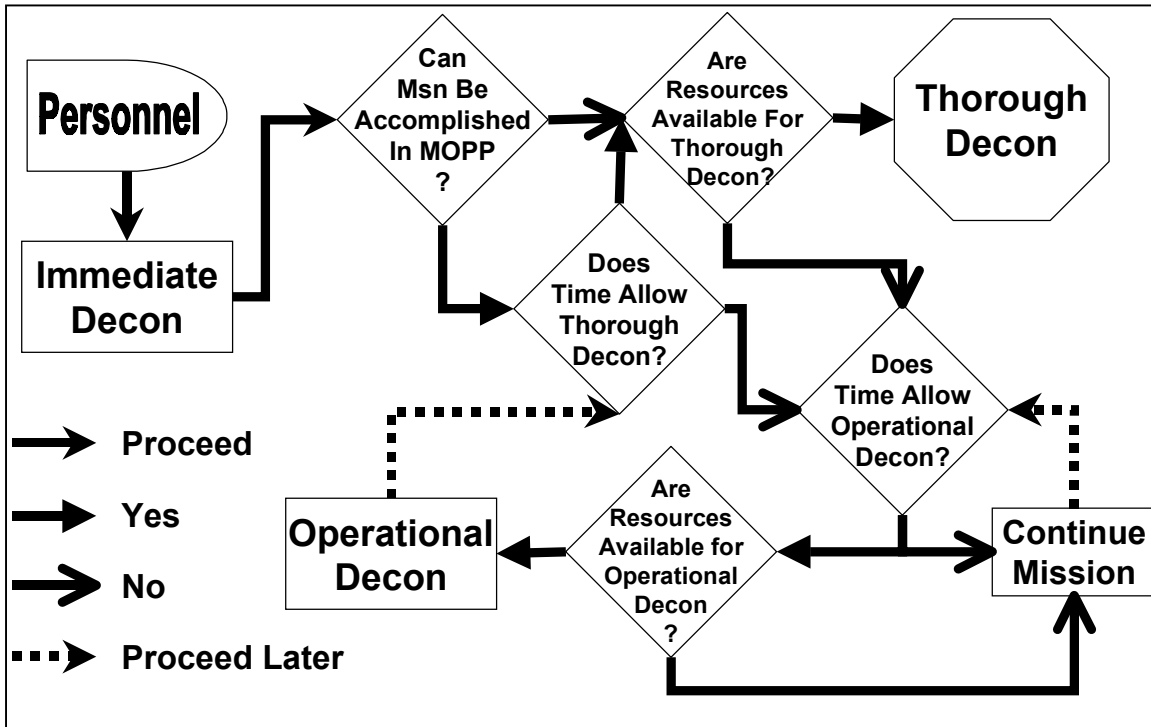 Personnel
Immediate
Decon
Can
Msn Be
Accomplished
In MOPP
?
Are
Resources
Available For
Thorough
Decon?
Thorough
Decon
Does
Time Allow
Thorough
Decon?
Does
Time Allow
Operational
Decon?
Are
Resources
Available for
Operational
Decon
?
Operational
Decon
Continue
Mission
Proceed
Yes
No
Proceed Later